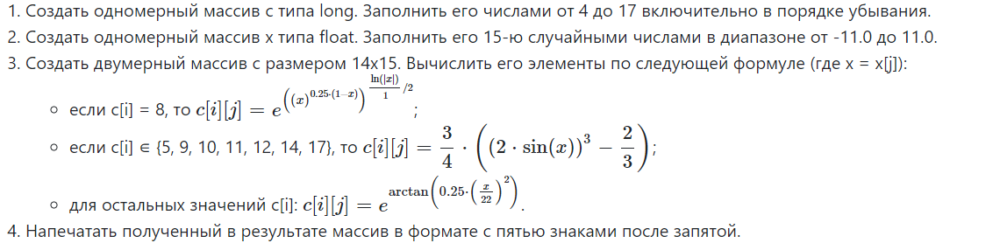 1. Создать одномерный массив c типа long. Заполнить его числами от 4 до 17 включительно в порядке убывания.
2. Создать одномерный массив x типа float. Заполнить его 15-ю случайными числами в диапазоне от -11.0 до 11.0.
3. Создать двумерный массив c размером 14x15. Вычислить его элементы по следующей формуле (где x = x[j]):
○ если c[i] = 8, то $c[i][j] = e^{\left((x)^{0.25\cdot(1-x)}\right)^{\frac{\ln(|x|)}{1}/2}}$;
○ если c[i] ∈ {5, 9, 10, 11, 12, 14, 17}, то $c[i][j] = \frac{3}{4} \cdot \left((2 \cdot \sin(x))^3 - \frac{2}{3}\right)$;
○ для остальных значений c[i]: $c[i][j] = e^{\arctan\left(0.25\cdot\left(\frac{x}{22}\right)^2\right)}$.
4. Напечатать полученный в результате массив в формате с пятью знаками после запятой.